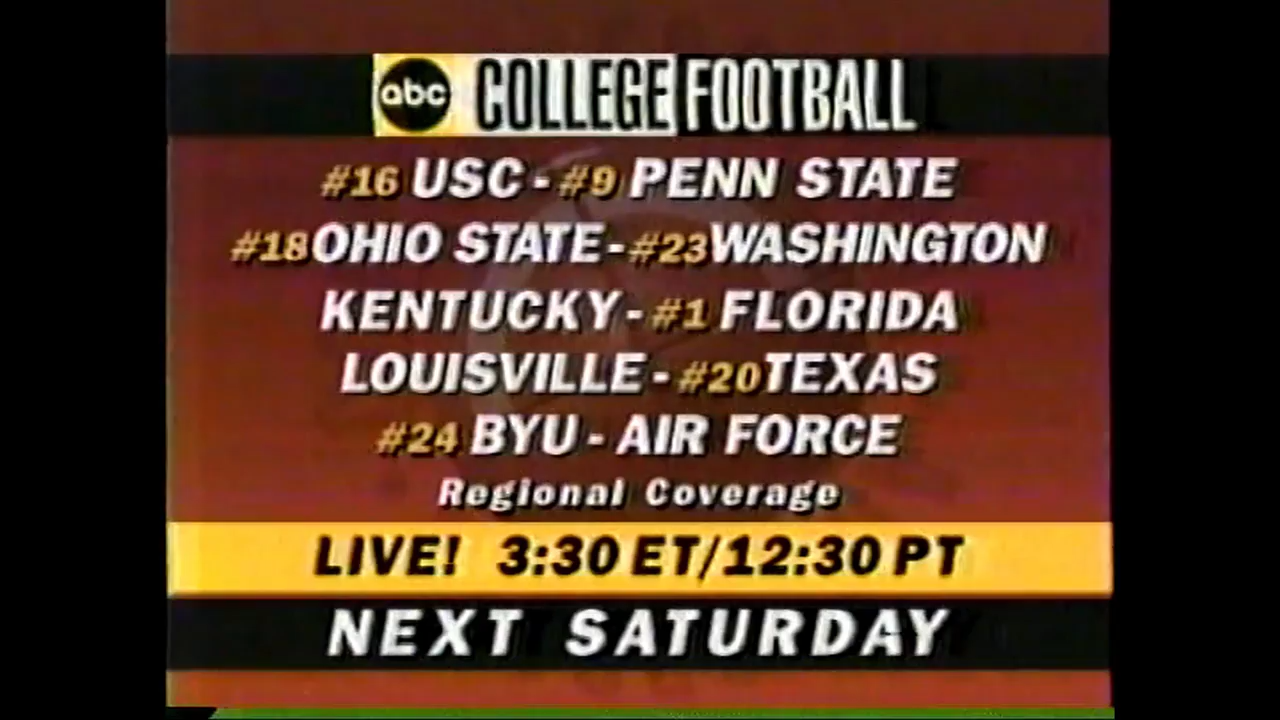 abc COLLEGE FOOTBALL
#16 USC - #9 PENN STATE
#18 OHIO STATE - #23 WASHINGTON
KENTUCKY - #1 FLORIDA
LOUISVILLE - #20 TEXAS
#24 BYU - AIR FORCE
Regional Coverage
LIVE! 3:30 ET/12:30 PT
NEXT SATURDAY